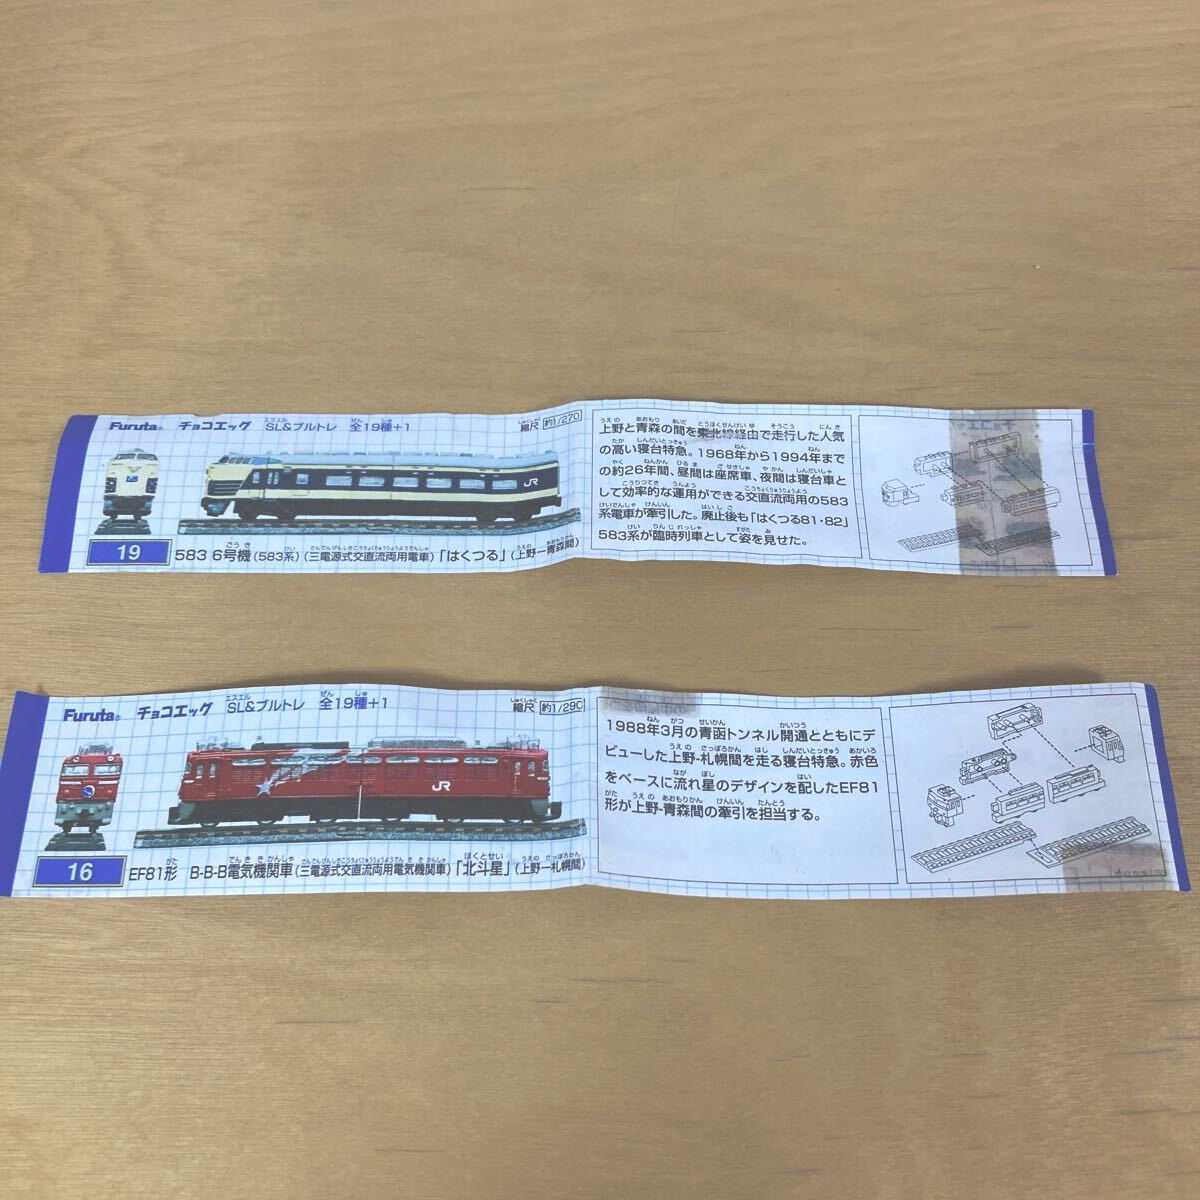 Furuta® チョコエッグ SL&ブルトレ 全19種+1 縮尺 約1/270
JR
19
583 6号機(583系)(三電源式交直流両用電車)「はくつる」(上野ー青森間)
上野と青森の間を東北線経由で走行した人気
の高い寝台特急。1968年から1994年まで
の約26年間、昼間は座席車、夜間は寝台車と
して効率的な運用ができる交直流両用の583
系電車が牽引した。廃止後も「はくつる81・82」
583系が臨時列車として姿を見せた。
Furuta® チョコエッグ SL&ブルトレ 全19種+1 縮尺 約1/290
JR
16
EF81形 B-B-B電気機関車(三電源式交直流両用電気機関車)「北斗星」(上野ー札幌間)
1988年3月の青函トンネル開通とともにデ
ビューした上野-札幌間を走る寝台特急。赤色
をベースに流れ星のデザインを配したEF81
形が上野-青森間の牽引を担当する。